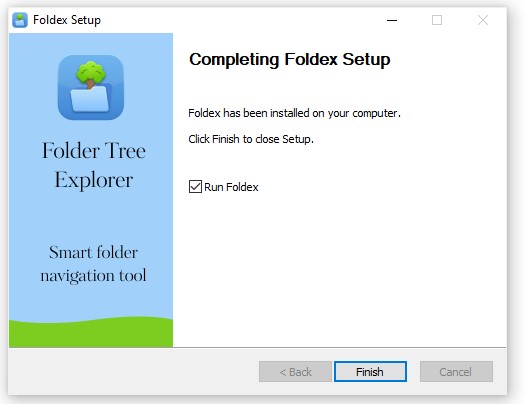 Foldex Setup
Completing Foldex Setup
Foldex has been installed on your computer.
Click Finish to close Setup.
Run Foldex
Folder Tree
Explorer
Smart folder
navigation tool
< Back
Finish
Cancel